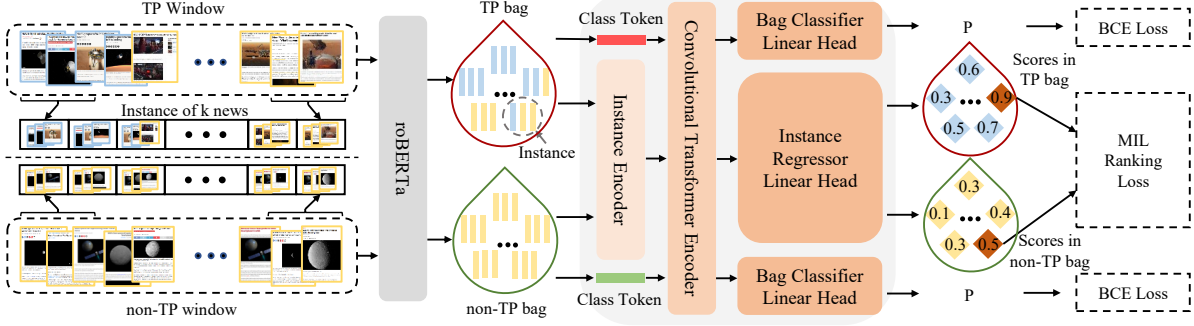 TP Window
Instance of k news
non-TP window
roBERTa
TP bag
Instance
non-TP bag
Class Token
Instance Encoder
Class Token
Convolutional Transformer Encoder
Bag Classifier
Linear Head
Instance
Regressor
Linear Head
Bag Classifier
Linear Head
P
0.6
0.3
0.9
0.5
0.7
Scores in
TP bag
0.3
0.1
0.4
0.3
0.5
Scores in
non-TP bag
P
BCE Loss
MIL
Ranking
Loss
BCE Loss